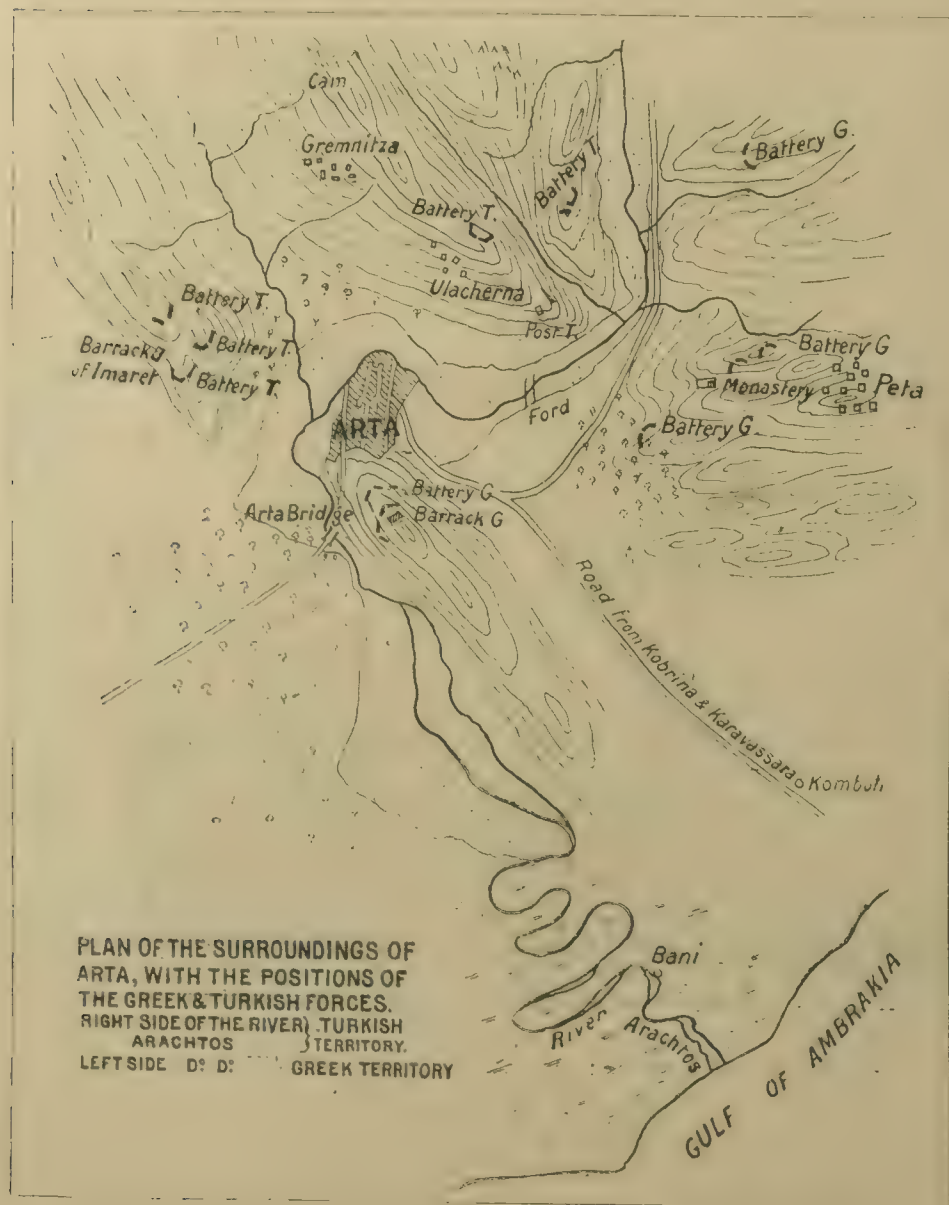 Cam
Gremnitza
Battery T.
Battery T.
Battery G.
Ulacherna
Post T.
Battery T.
Battery T.
Battery T.
Barracks
of Imaret
Ford
Monastery
Battery G
Peta
Battery G.
ARTA
Battery G
Barrack G
Arta Bridge
Road from Kobrina & Karavassara
Komboti
Bani
River Arachtos
GULF OF AMBRAKIA
PLAN OF THE SURROUNDINGS OF
ARTA, WITH THE POSITIONS OF
THE GREEK & TURKISH FORCES.
RIGHT SIDE OF THE RIVER } TURKISH
ARACHTOS } TERRITORY.
LEFT SIDE Do. Do. GREEK TERRITORY